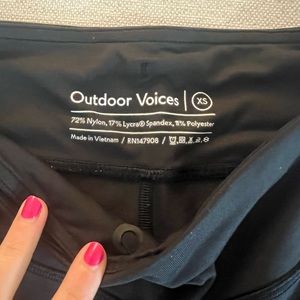 Outdoor Voices | XS
72% Nylon, 17% Lycra® Spandex, 11% Polyester
Made in Vietnam / RN147908 /